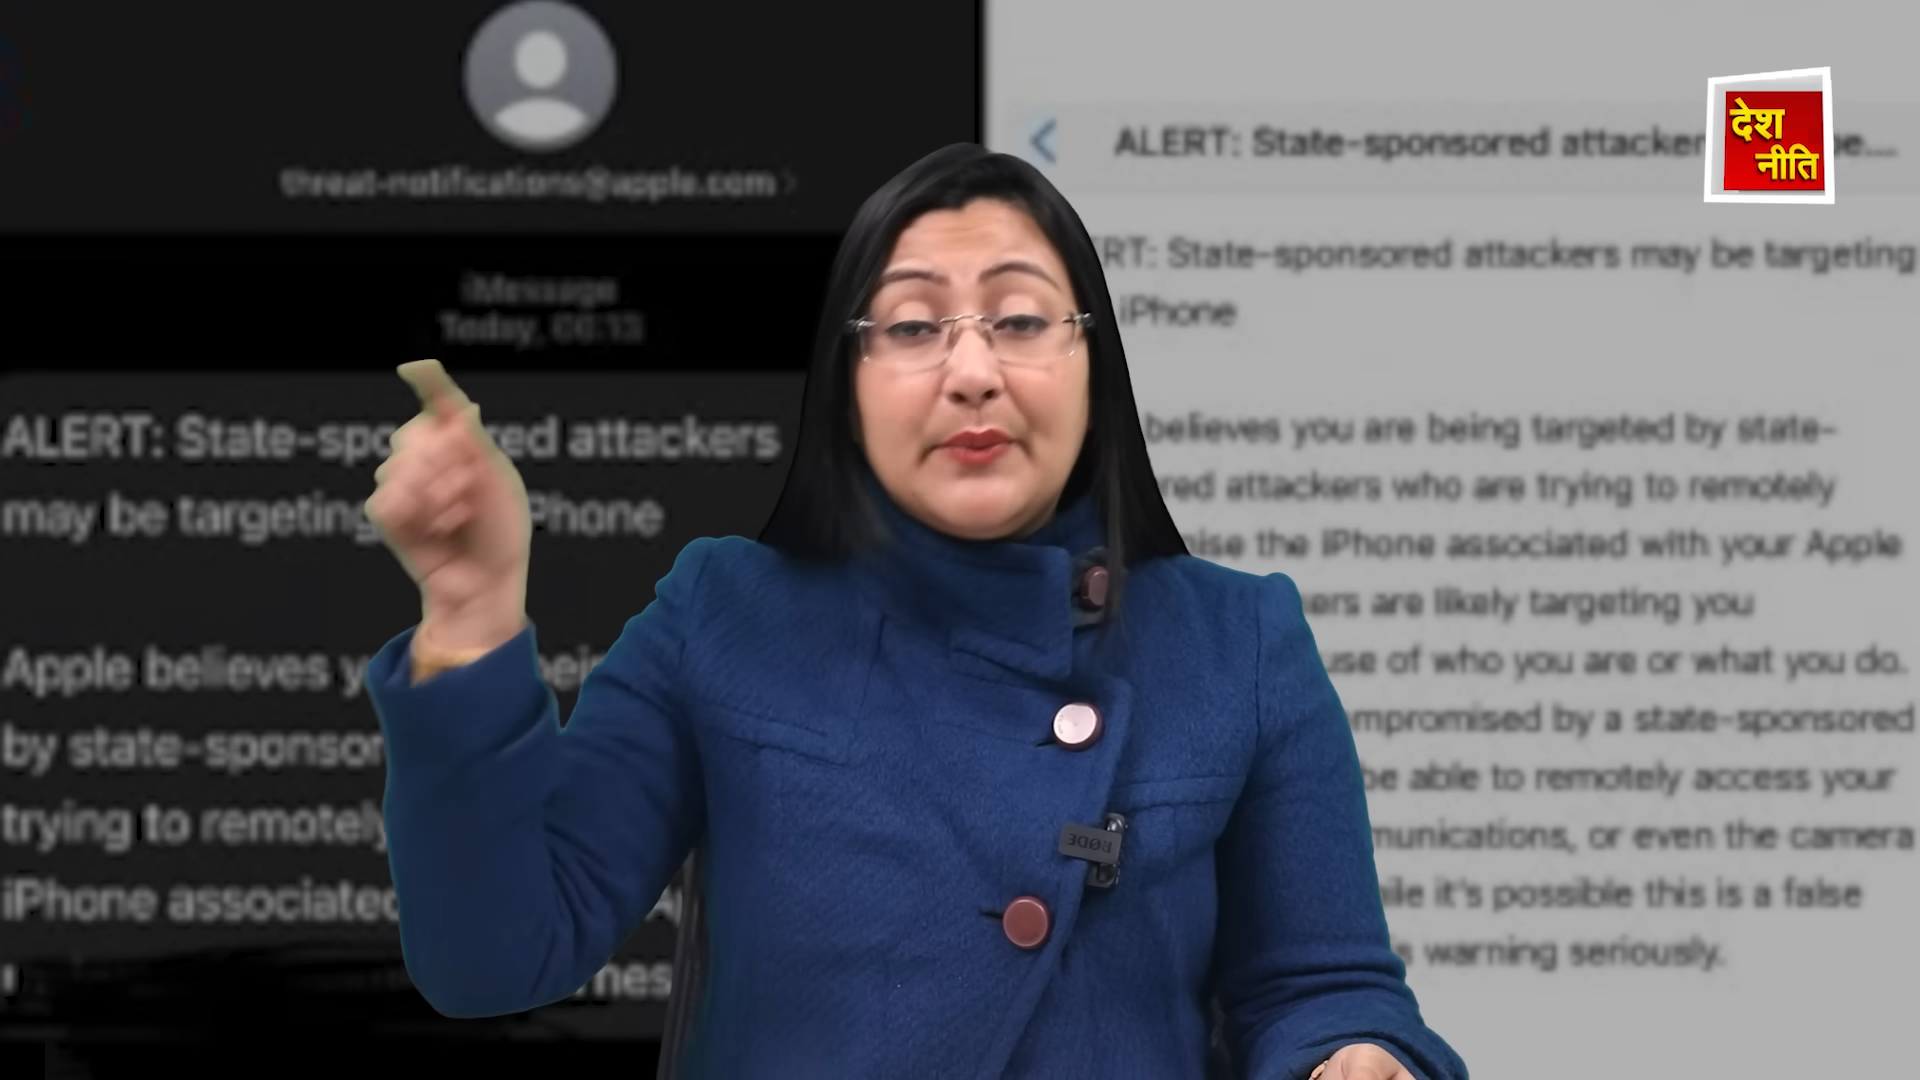 threat-notifications@apple.com
iMessage
Today, 00:13
ALERT: State-spo red attackers
may be targeting Phone
Apple believes y bei
by state-sponsor
trying to remotely
iPhone associated
mes
ALERT: State-sponsored attacker e...
RT: State-sponsored attackers may be targeting
iPhone
believes you are being targeted by state-
red attackers who are trying to remotely
ise the iPhone associated with your Apple
ers are likely targeting you
use of who you are or what you do.
mpromised by a state-sponsored
be able to remotely access your
munications, or even the camera
ile it's possible this is a false
s warning seriously.
देश
नीति
RØDE